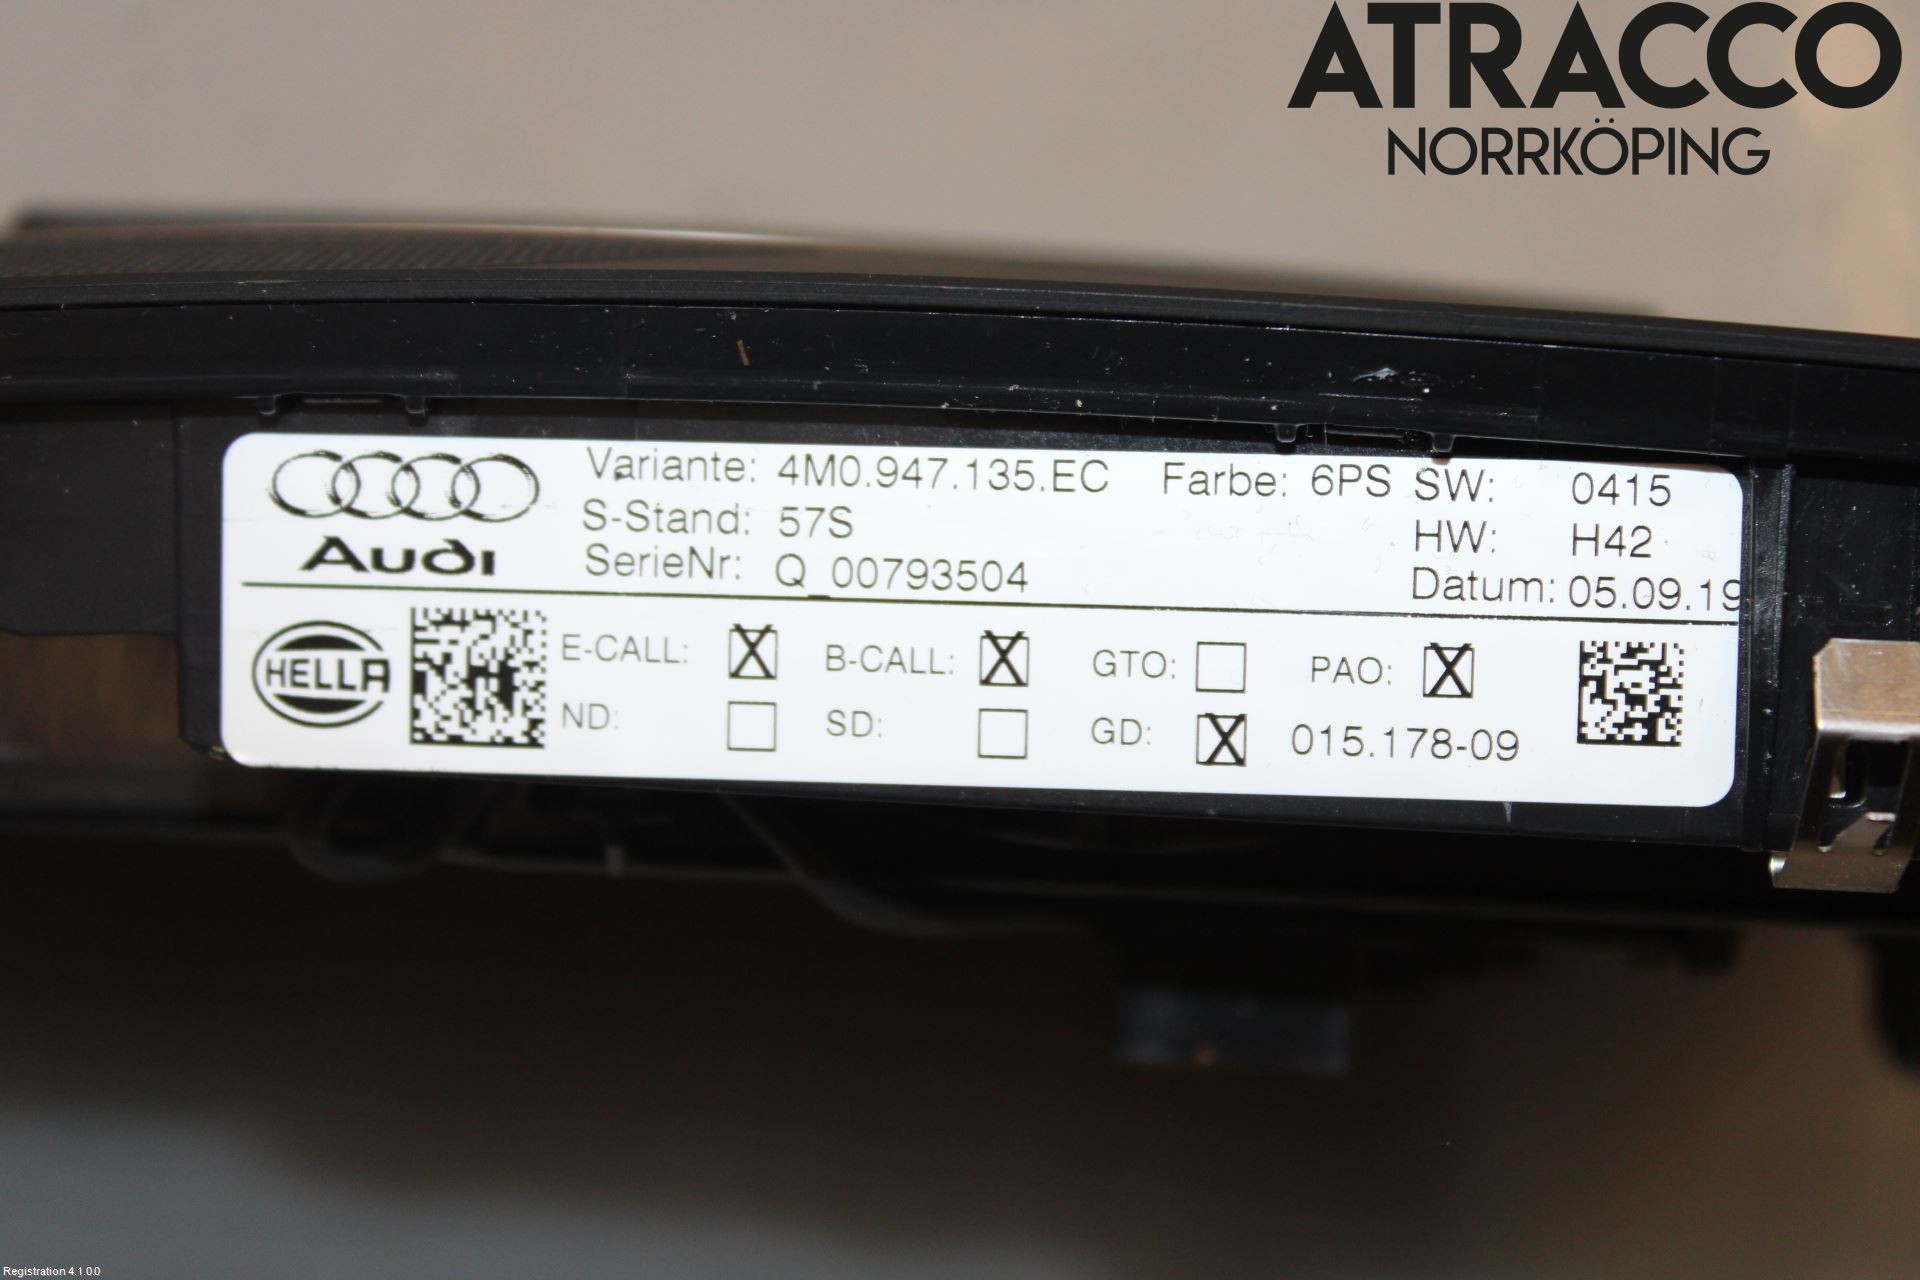 ATRACCO
NORRKÖPING
Audi
Variante: 4M0.947.135.EC Farbe: 6PS SW: 0415
S-Stand: 57S HW: H42
SerieNr: Q_00793504 Datum: 05.09.19
HELLA
E-CALL: X B-CALL: X GTO: PAO: X
ND: SD: GD: X 015.178-09
Registration 4.1.0.0